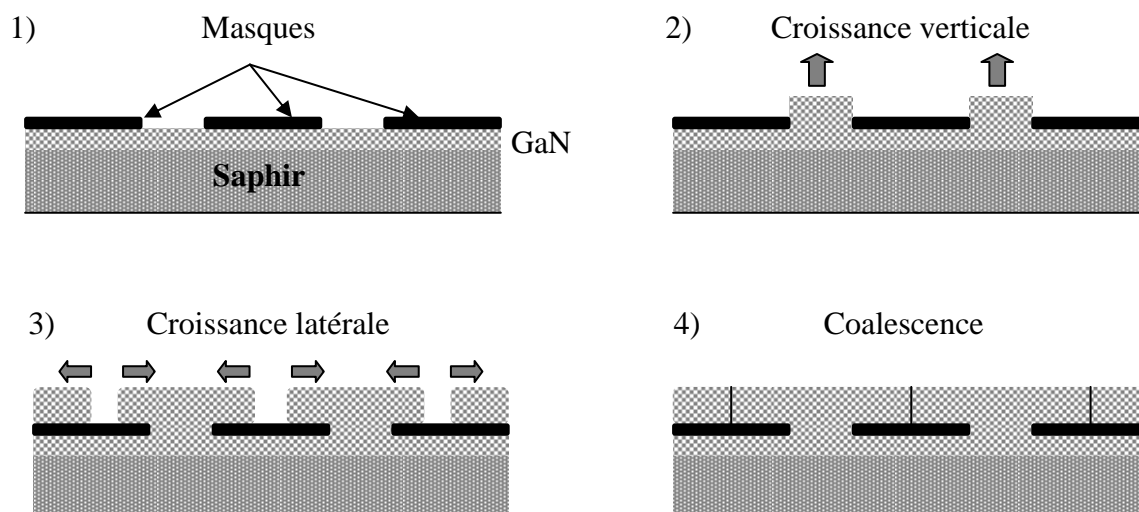 1) Masques
GaN
Saphir
2) Croissance verticale
3) Croissance latérale
4) Coalescence